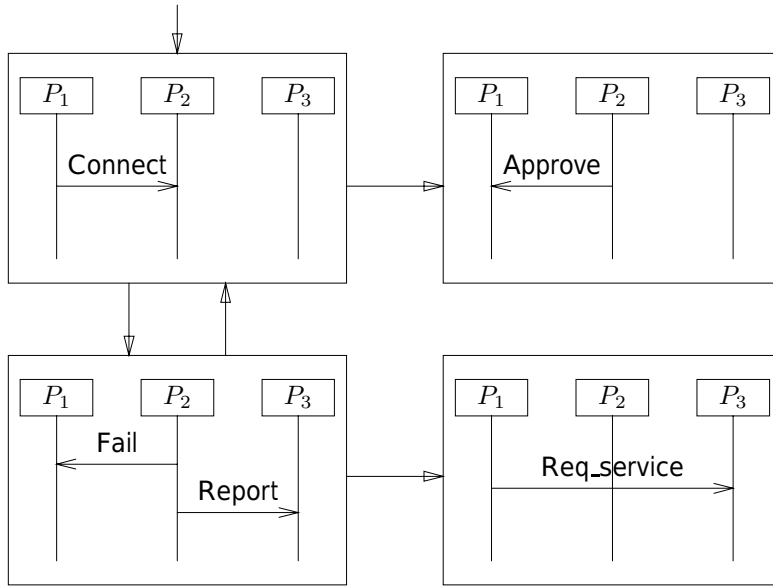 P1 P2 P3
Connect
P1 P2 P3
Approve
P1 P2 P3
Fail
Report
P1 P2 P3
Req_service